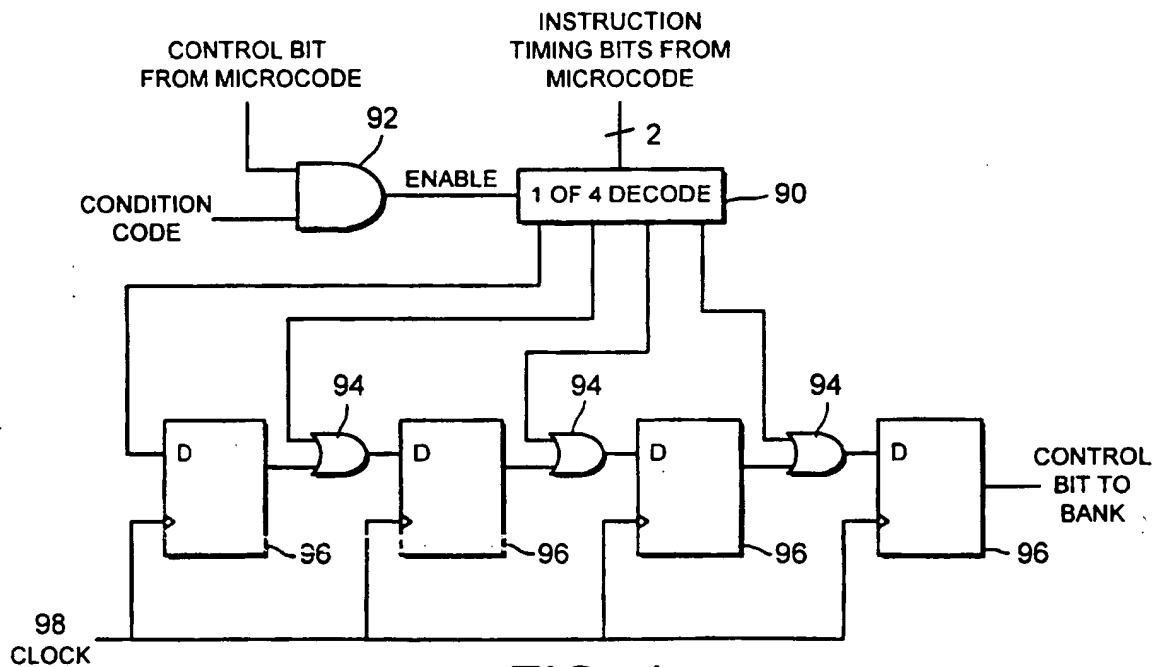 INSTRUCTION
TIMING BITS FROM
MICROCODE
CONTROL BIT
FROM MICROCODE
92
2
ENABLE
1 OF 4 DECODE
90
CONDITION
CODE
94
94
94
D
D
D
D
CONTROL
BIT TO
BANK
96
96
96
96
98
CLOCK